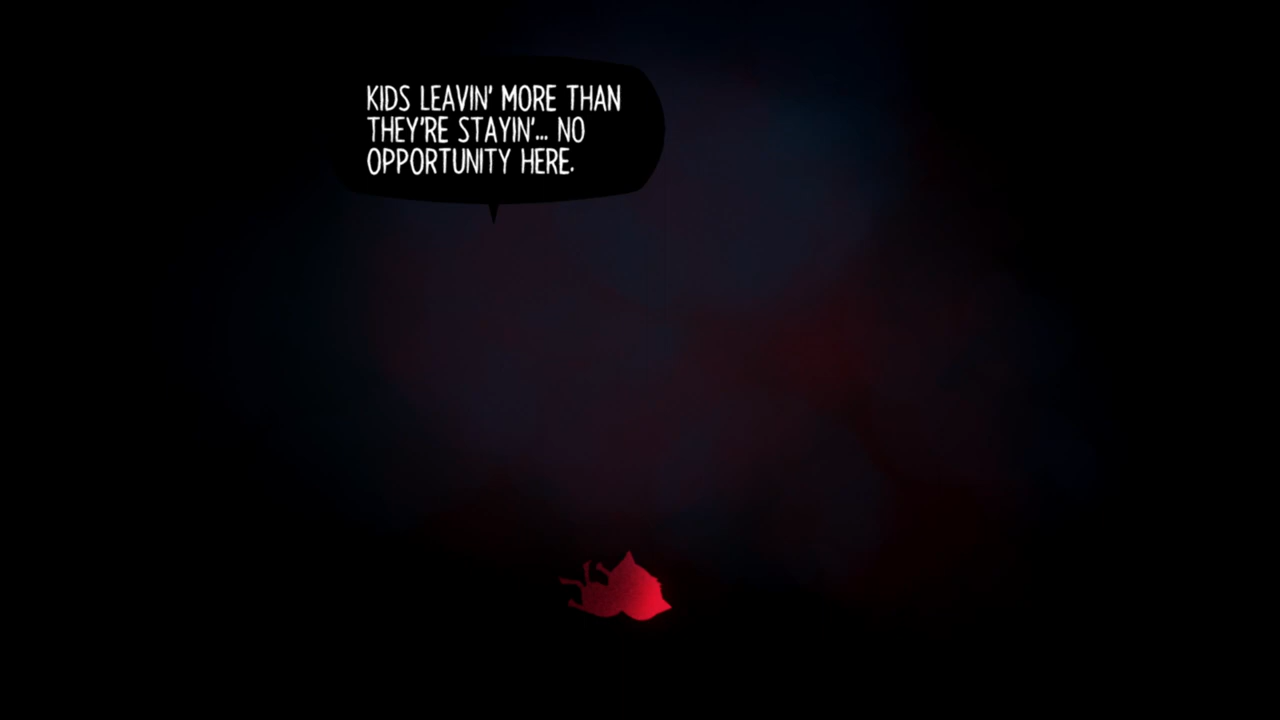 KIDS LEAVIN' MORE THAN
THEY'RE STAYIN'... NO
OPPORTUNITY HERE.